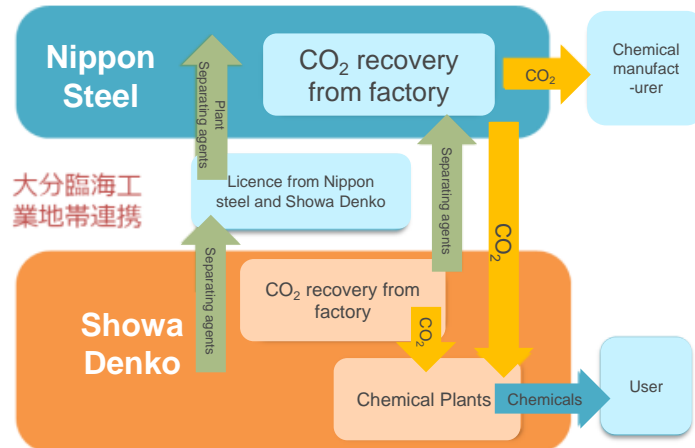 Nippon
Steel
CO₂ recovery
from factory
CO₂
Chemical
manufact
-urer
Plant
Separating agents
Separating agents
大分臨海工
業地帯連携
Licence from Nippon
steel and Showa Denko
CO₂
Separating agents
Showa
Denko
CO₂ recovery from
factory
CO₂
Chemical Plants
Chemicals
User